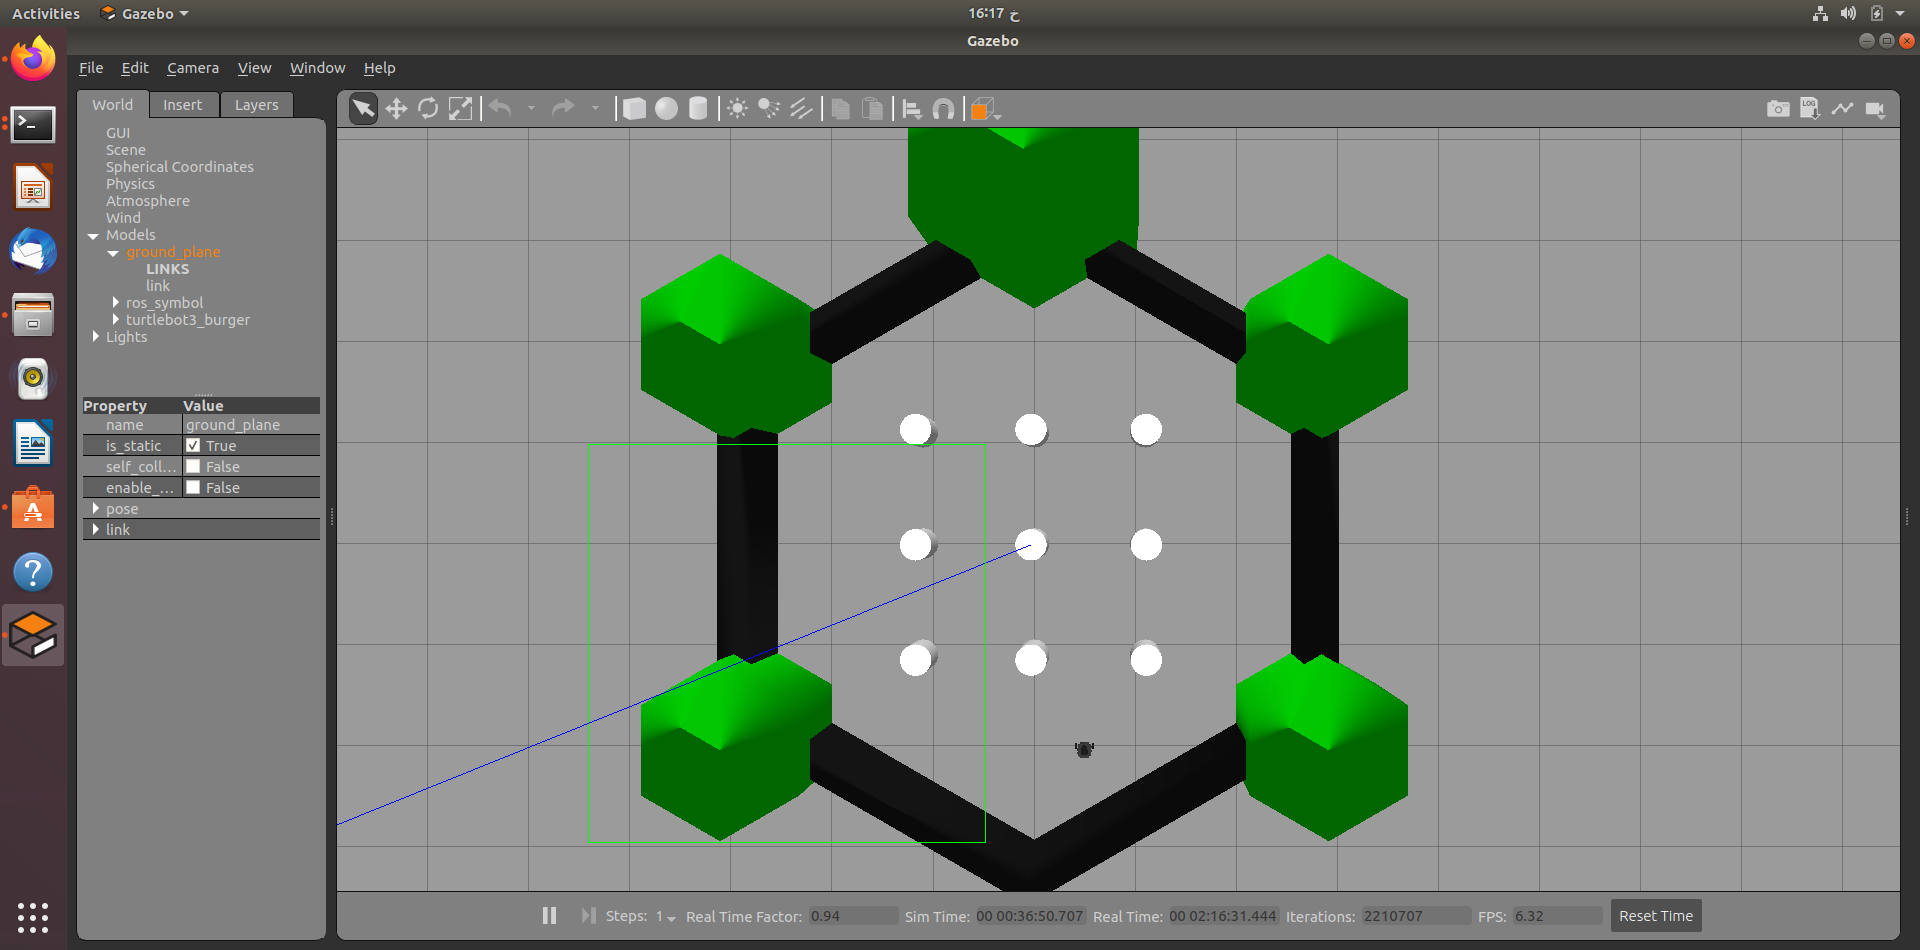 Activities Gazebo 16:17 خ
Gazebo
File Edit Camera View Window Help
World Insert Layers
LOG
GUI
Scene
Spherical Coordinates
Physics
Atmosphere
Wind
Models
ground_plane
LINKS
link
ros_symbol
turtlebot3_burger
Lights
Property Value
name ground_plane
is_static True
self_coll... False
enable_... False
pose
link
Steps: 1 Real Time Factor: 0.94 Sim Time: 00 00:36:50.707 Real Time: 00 02:16:31.444 Iterations: 2210707 FPS: 6.32 Reset Time